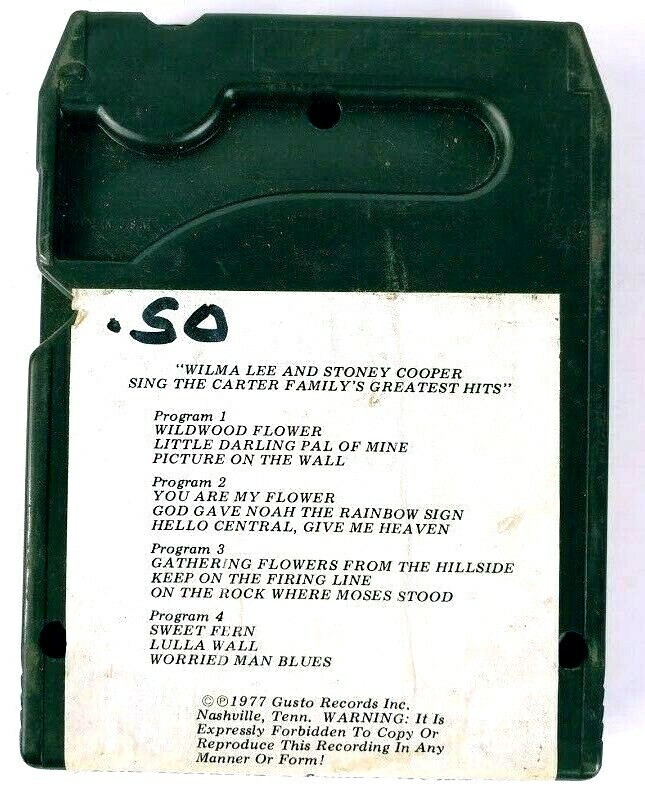 .50
"WILMA LEE AND STONEY COOPER
SING THE CARTER FAMILY'S GREATEST HITS"
Program 1
WILDWOOD FLOWER
LITTLE DARLING PAL OF MINE
PICTURE ON THE WALL
Program 2
YOU ARE MY FLOWER
GOD GAVE NOAH THE RAINBOW SIGN
HELLO CENTRAL, GIVE ME HEAVEN
Program 3
GATHERING FLOWERS FROM THE HILLSIDE
KEEP ON THE FIRING LINE
ON THE ROCK WHERE MOSES STOOD
Program 4
SWEET FERN
LULLA WALL
WORRIED MAN BLUES
©℗1977 Gusto Records Inc.
Nashville, Tenn. WARNING: It Is
Expressly Forbidden To Copy Or
Reproduce This Recording In Any
Manner Or Form!